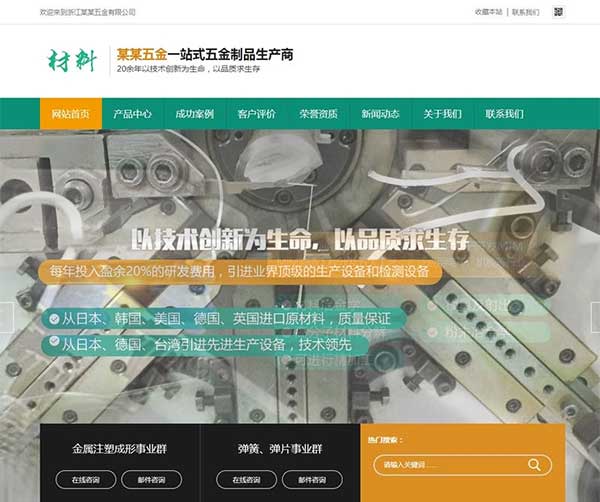 欢迎来到浙江某某五金有限公司
收藏本站 | 联系我们
材料
某某五金一站式五金制品生产商
20余年以技术创新为生命，以品质求生存
网站首页 产品中心 成功案例 客户评价 荣誉资质 新闻动态 关于我们 联系我们
以技术创新为生命，以品质求生存
每年投入盈余20%的研发费用，引进业界顶级的生产设备和检测设备
从日本、韩国、美国、德国、英国进口原材料，质量保证
从日本、德国、台湾引进先进生产设备，技术领先
金属注塑成形事业群
在线咨询 邮件咨询
弹簧、弹片事业群
在线咨询 邮件咨询
热门搜索：
请输入关键词……